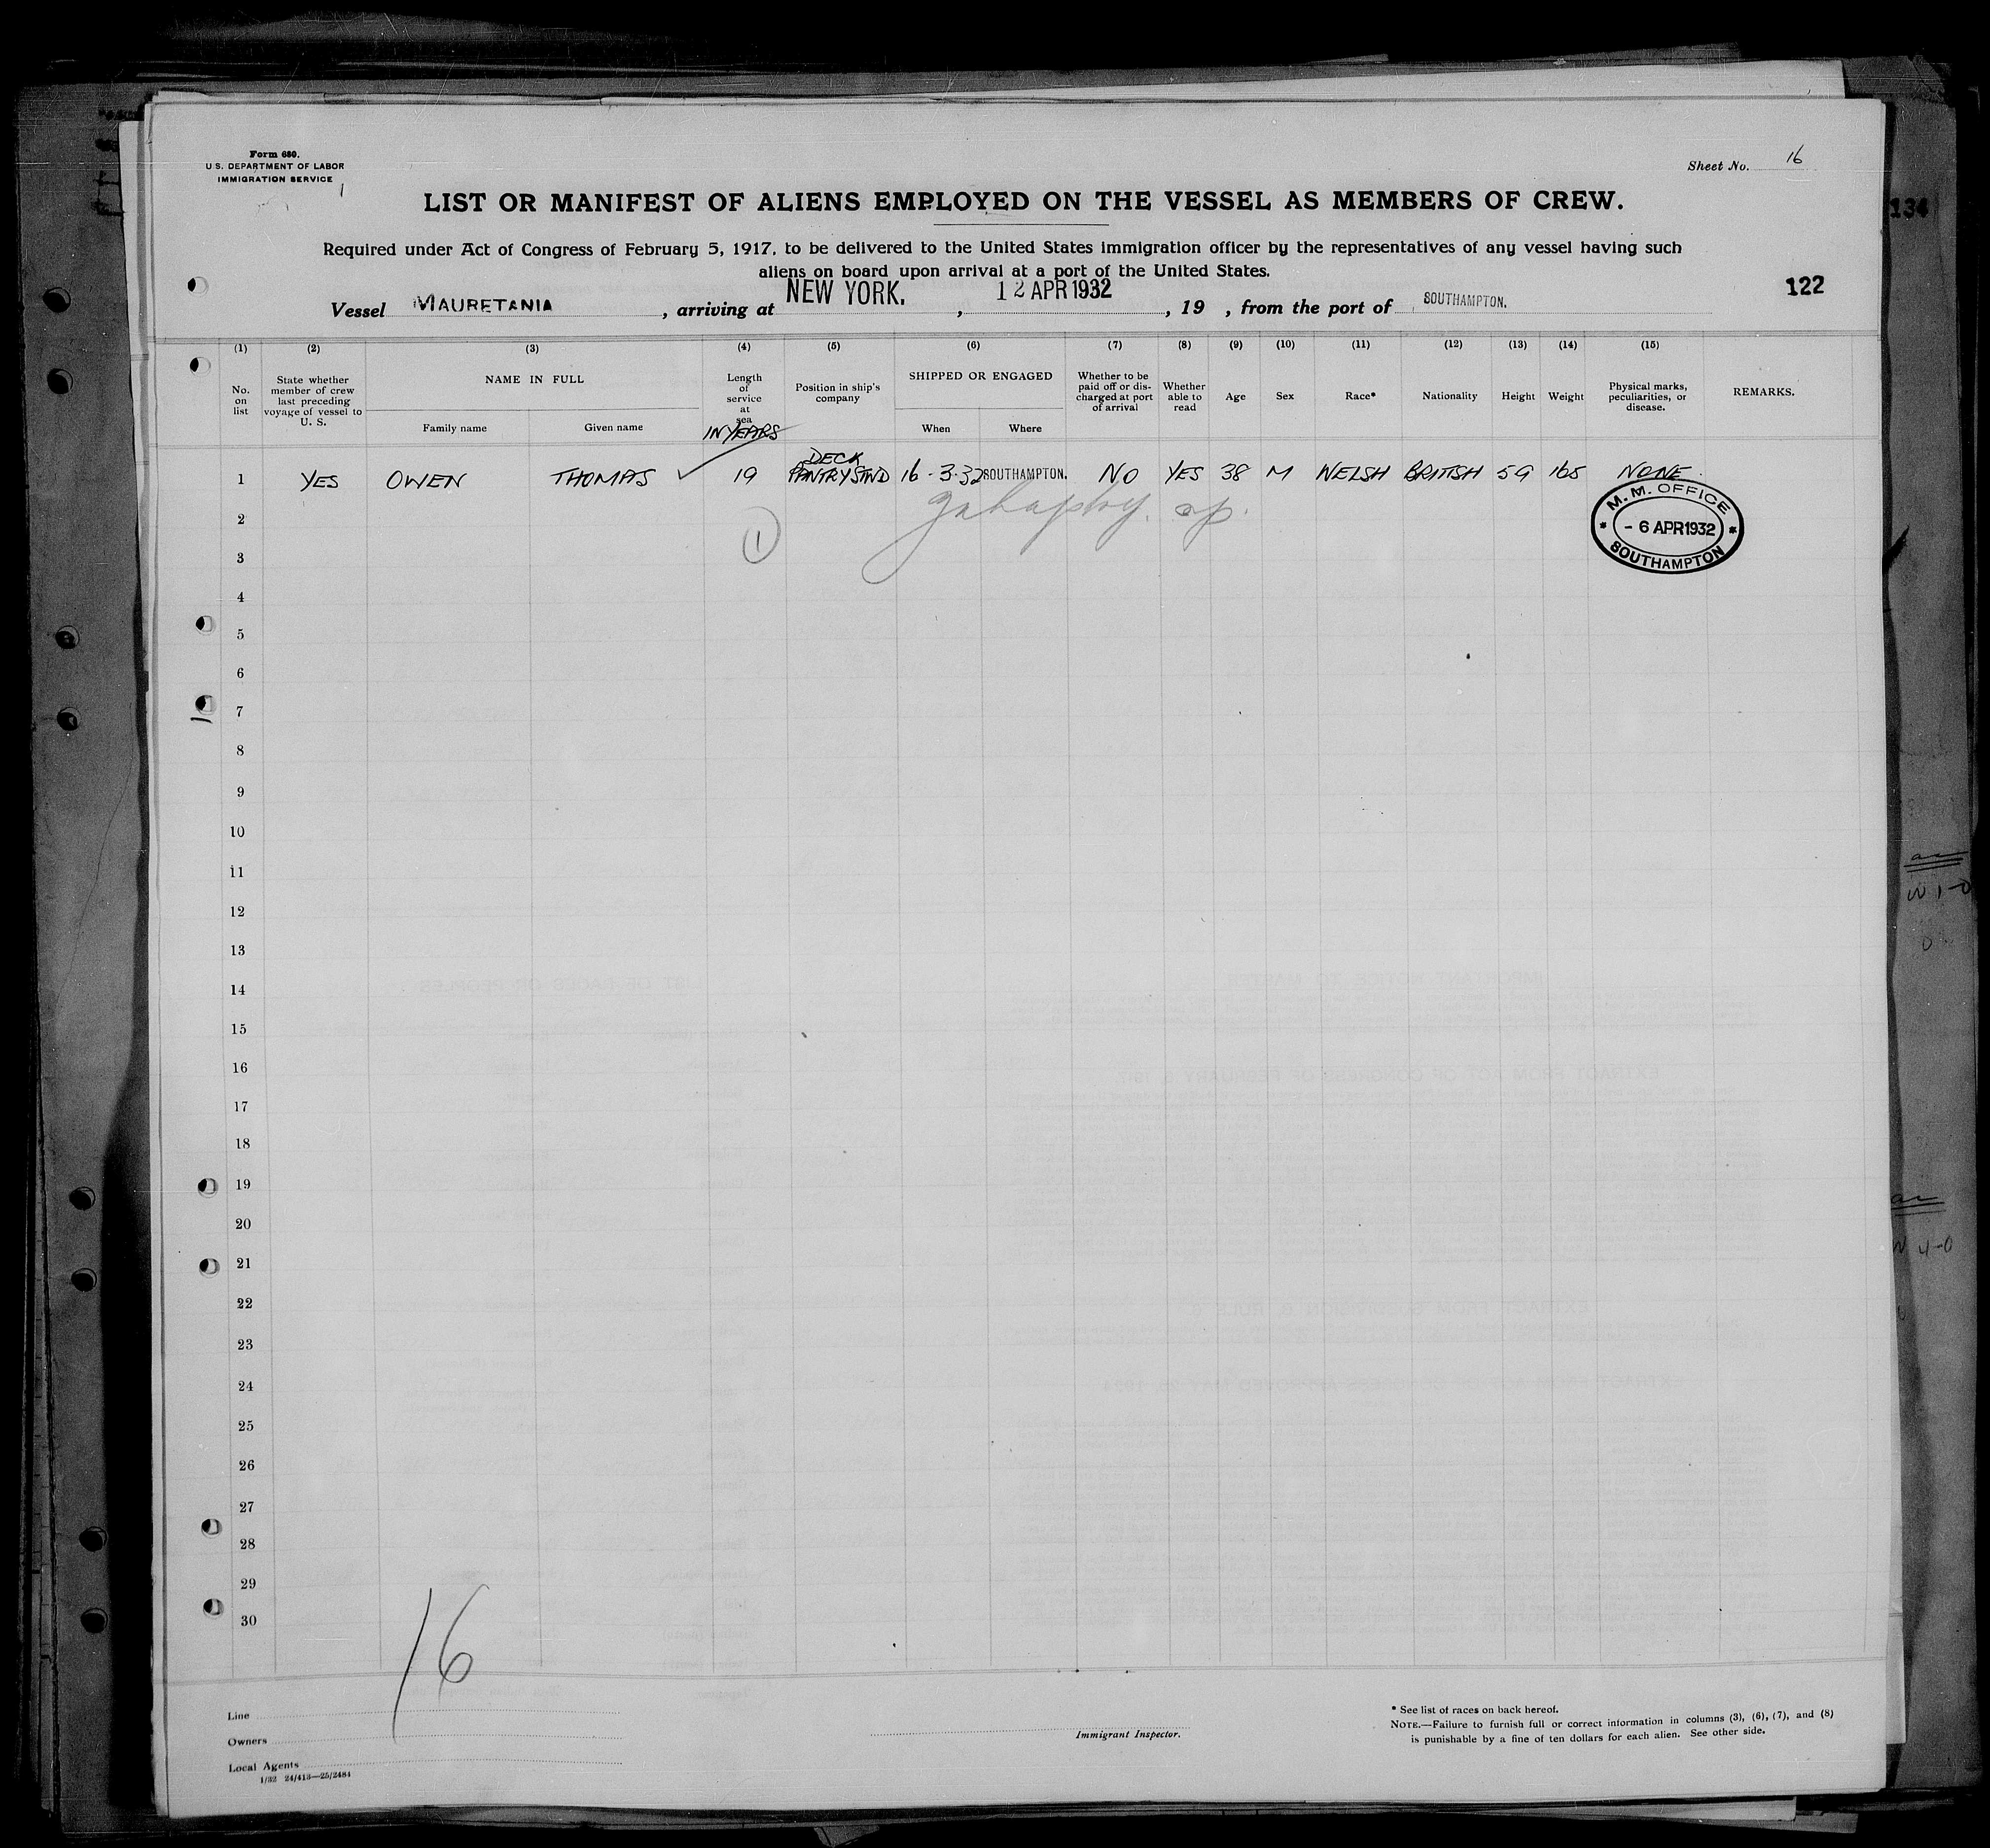 Form 680.
U.S. DEPARTMENT OF LABOR
IMMIGRATION SERVICE
Sheet No. 16
LIST OR MANIFEST OF ALIENS EMPLOYED ON THE VESSEL AS MEMBERS OF CREW.
134
Required under Act of Congress of February 5, 1917, to be delivered to the United States immigration officer by the representatives of any vessel having such
aliens on board upon arrival at a port of the United States.
122
Vessel MAURETANIA, arriving at NEW YORK., 12 APR 1932, 19 , from the port of SOUTHAMPTON.
(1) (2) (3) (4) (5) (6) (7) (8) (9) (10) (11) (12) (13) (14) (15)
No. on list
State whether member of crew last preceding voyage of vessel to U. S.
NAME IN FULL
Family name
Given name
Length of service at sea
IN YEARS
Position in ship's company
SHIPPED OR ENGAGED
When
Where
Whether to be paid off or discharged at port of arrival
Whether able to read
Age
Sex
Race*
Nationality
Height
Weight
Physical marks, peculiarities, or disease.
REMARKS.
1 YES OWEN THOMAS ✓ 19 DECK PANTRY STWD 16-3-32 SOUTHAMPTON. NO YES 38 M WELSH BRITISH 5 9 165 NONE.
M. M. OFFICE
- 6 APR 1932
SOUTHAMPTON
2
1
3
4
5
6
7
8
9
10
11
12
13
14
15
16
17
18
19
20
21
22
23
24
25
26
27
28
29
30
16
Line
Owners
Local Agents
1/32 24/413—25/2484
Immigrant Inspector.
* See list of races on back hereof.
NOTE.—Failure to furnish full or correct information in columns (3), (6), (7), and (8)
is punishable by a fine of ten dollars for each alien. See other side.